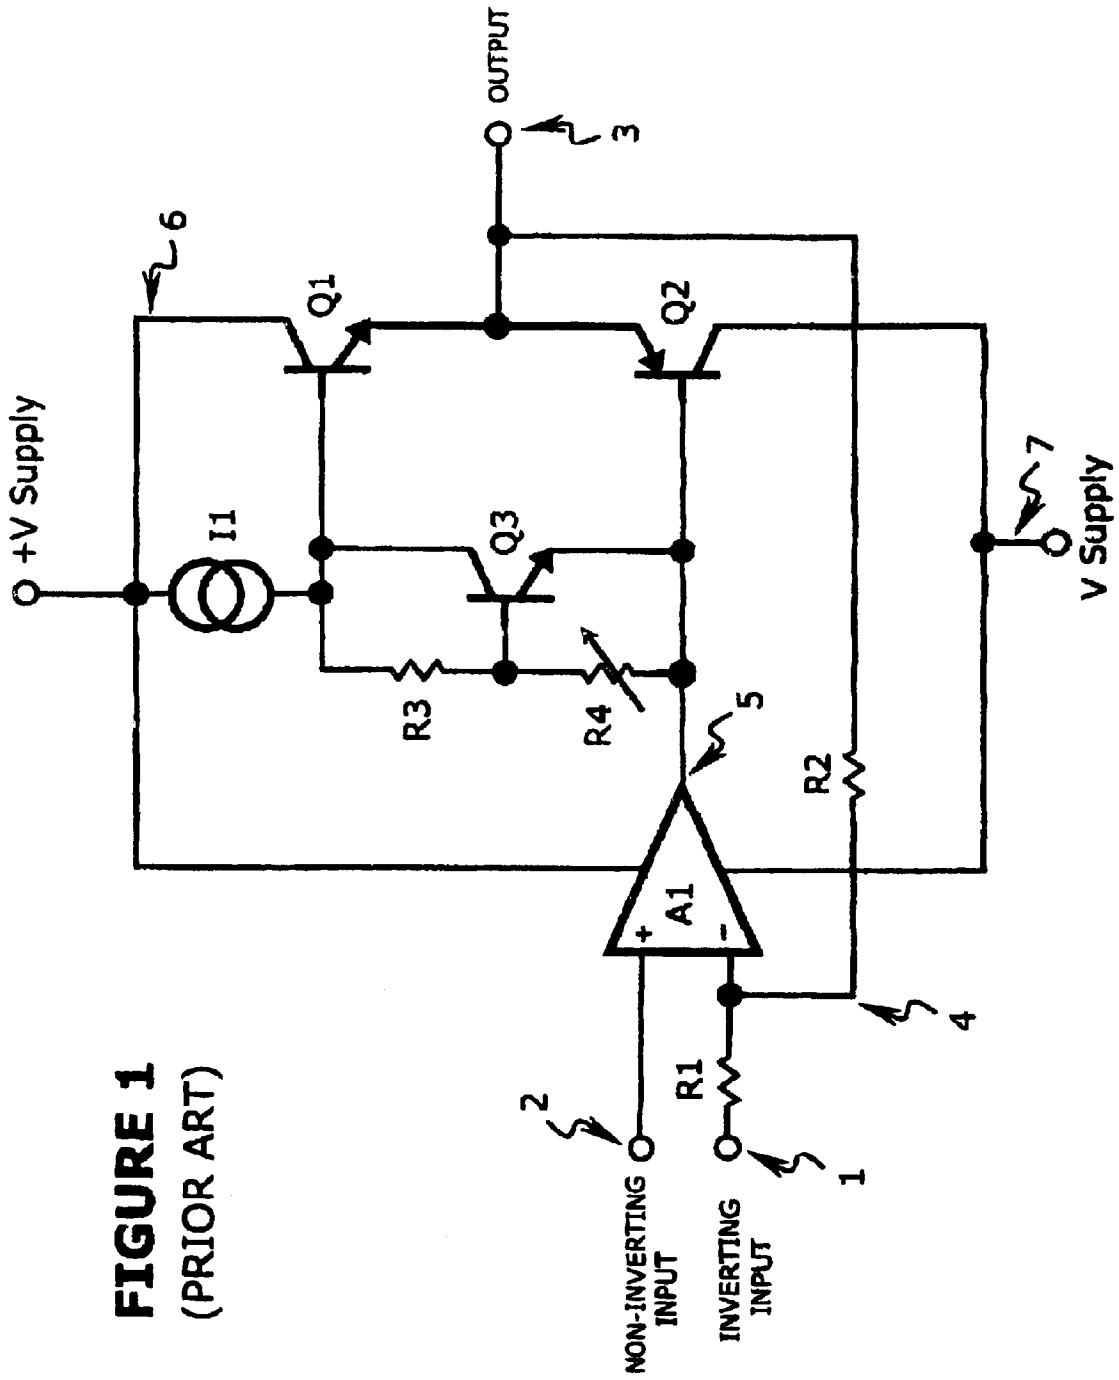 FIGURE 1
(PRIOR ART)
+V Supply
6
I1
Q1
Q3
R3
R4
Q2
OUTPUT
3
5
A1
+
-
2
NON-INVERTING
INPUT
R1
INVERTING
INPUT
1
4
R2
7
V Supply